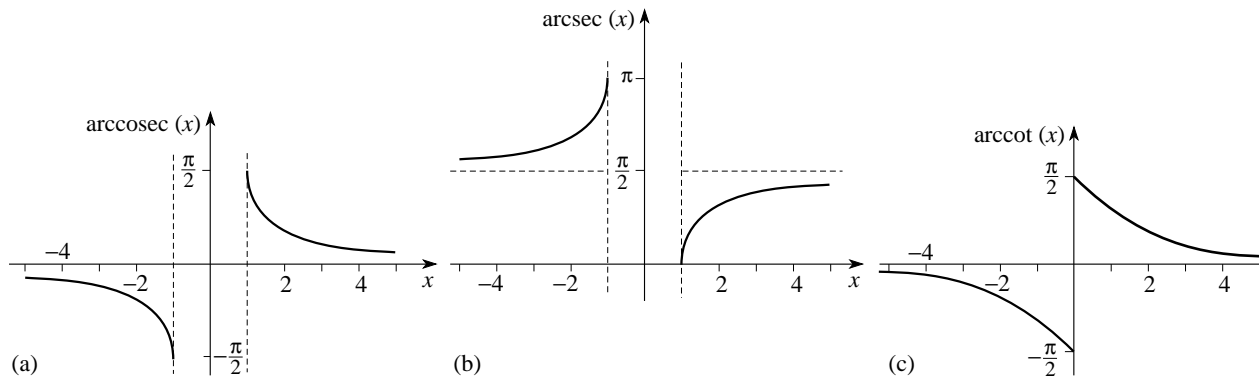 arccosec (x)
π/2
−4
−2
2
4
x
−π/2
(a)
arcsec (x)
π
π/2
−4
−2
2
4
x
(b)
arccot (x)
π/2
−4
−2
2
4
−π/2
(c)